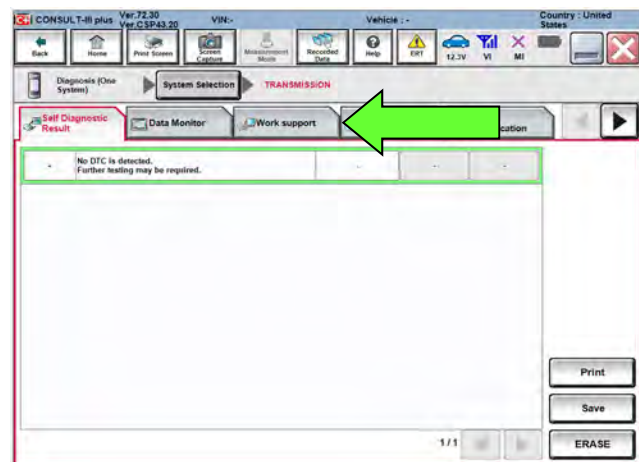 CONSULT-III plus Ver.72.30 VIN:- Vehicle : - Country : United
Ver.CSP43.20 States
Back Home Print Screen Screen Capture Measurement Mode Recorded Data Help ERT 12.3V VI MI
Diagnosis (One System) System Selection TRANSMISSION
Self Diagnostic Result Data Monitor Work support
- No DTC is detected. - - -
Further testing may be required.
Print
Save
1/1 ERASE